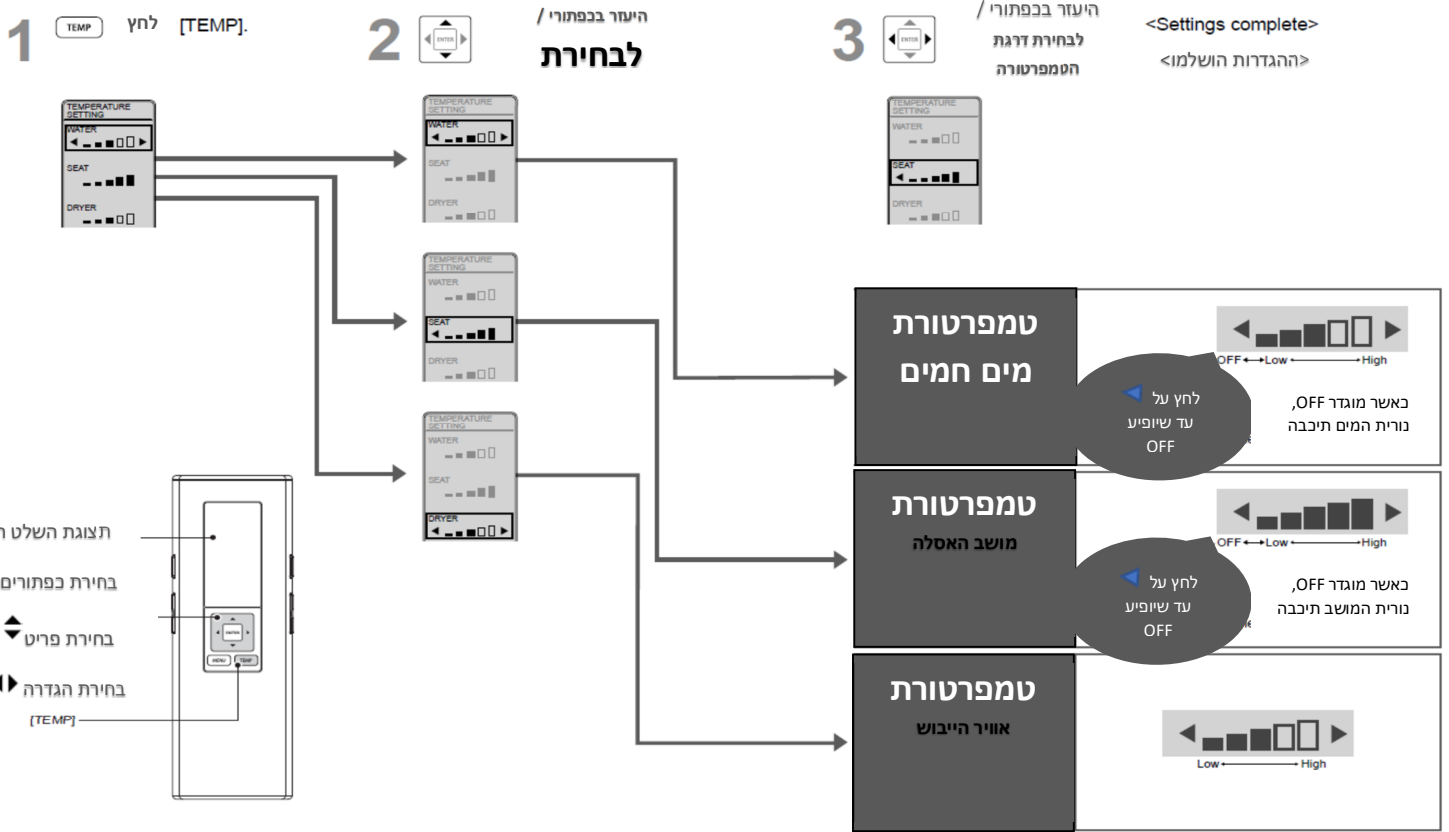 1
TEMP
לחץ [TEMP].
2
ENTER
היעזר בכפתורי /
לבחירת
3
ENTER
היעזר בכפתורי /
לבחירת דרגת
הטמפרטורה
<Settings complete>
<ההגדרות הושלמו>
TEMPERATURE
SETTING
WATER
SEAT
DRYER
TEMPERATURE
SETTING
WATER
SEAT
DRYER
TEMPERATURE
SETTING
WATER
SEAT
DRYER
TEMPERATURE
SETTING
WATER
SEAT
DRYER
TEMPERATURE
SETTING
WATER
SEAT
DRYER
טמפרטורת
מים חמים
OFF Low High
לחץ על
עד שיופיע
OFF
כאשר מוגדר OFF,
נורית המים תיכבה
טמפרטורת
מושב האסלה
OFF Low High
לחץ על
עד שיופיע
OFF
כאשר מוגדר OFF,
נורית המושב תיכבה
טמפרטורת
אוויר הייבוש
Low High
תצוגת השלט
בחירת כפתורים
בחירת פריט
בחירת הגדרה
[TEMP]
ENTER
MENU
TEMP